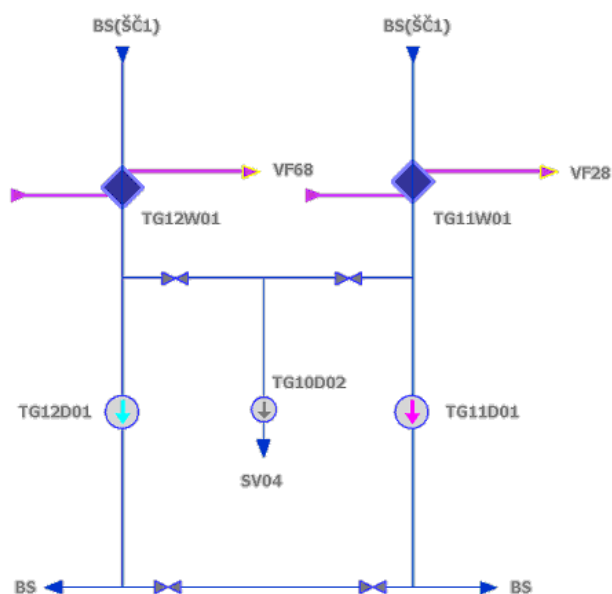 BS(ŠČ1)
BS(ŠČ1)
VF68
VF28
TG12W01
TG11W01
TG10D02
TG12D01
TG11D01
SV04
BS
BS